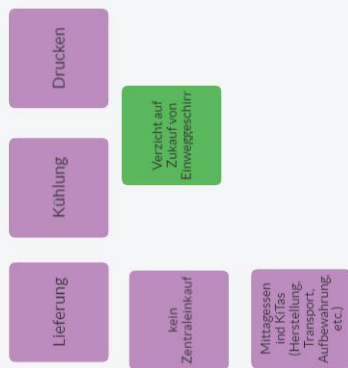 Lieferung
Kühlung
Drucken
kein
Zentraleinkauf
Verzicht auf
Zukauf von
Einweggeschirr
Mittagessen
ind KiTas
(Herstellung,
Transport,
Aufbewahrung,
etc.)